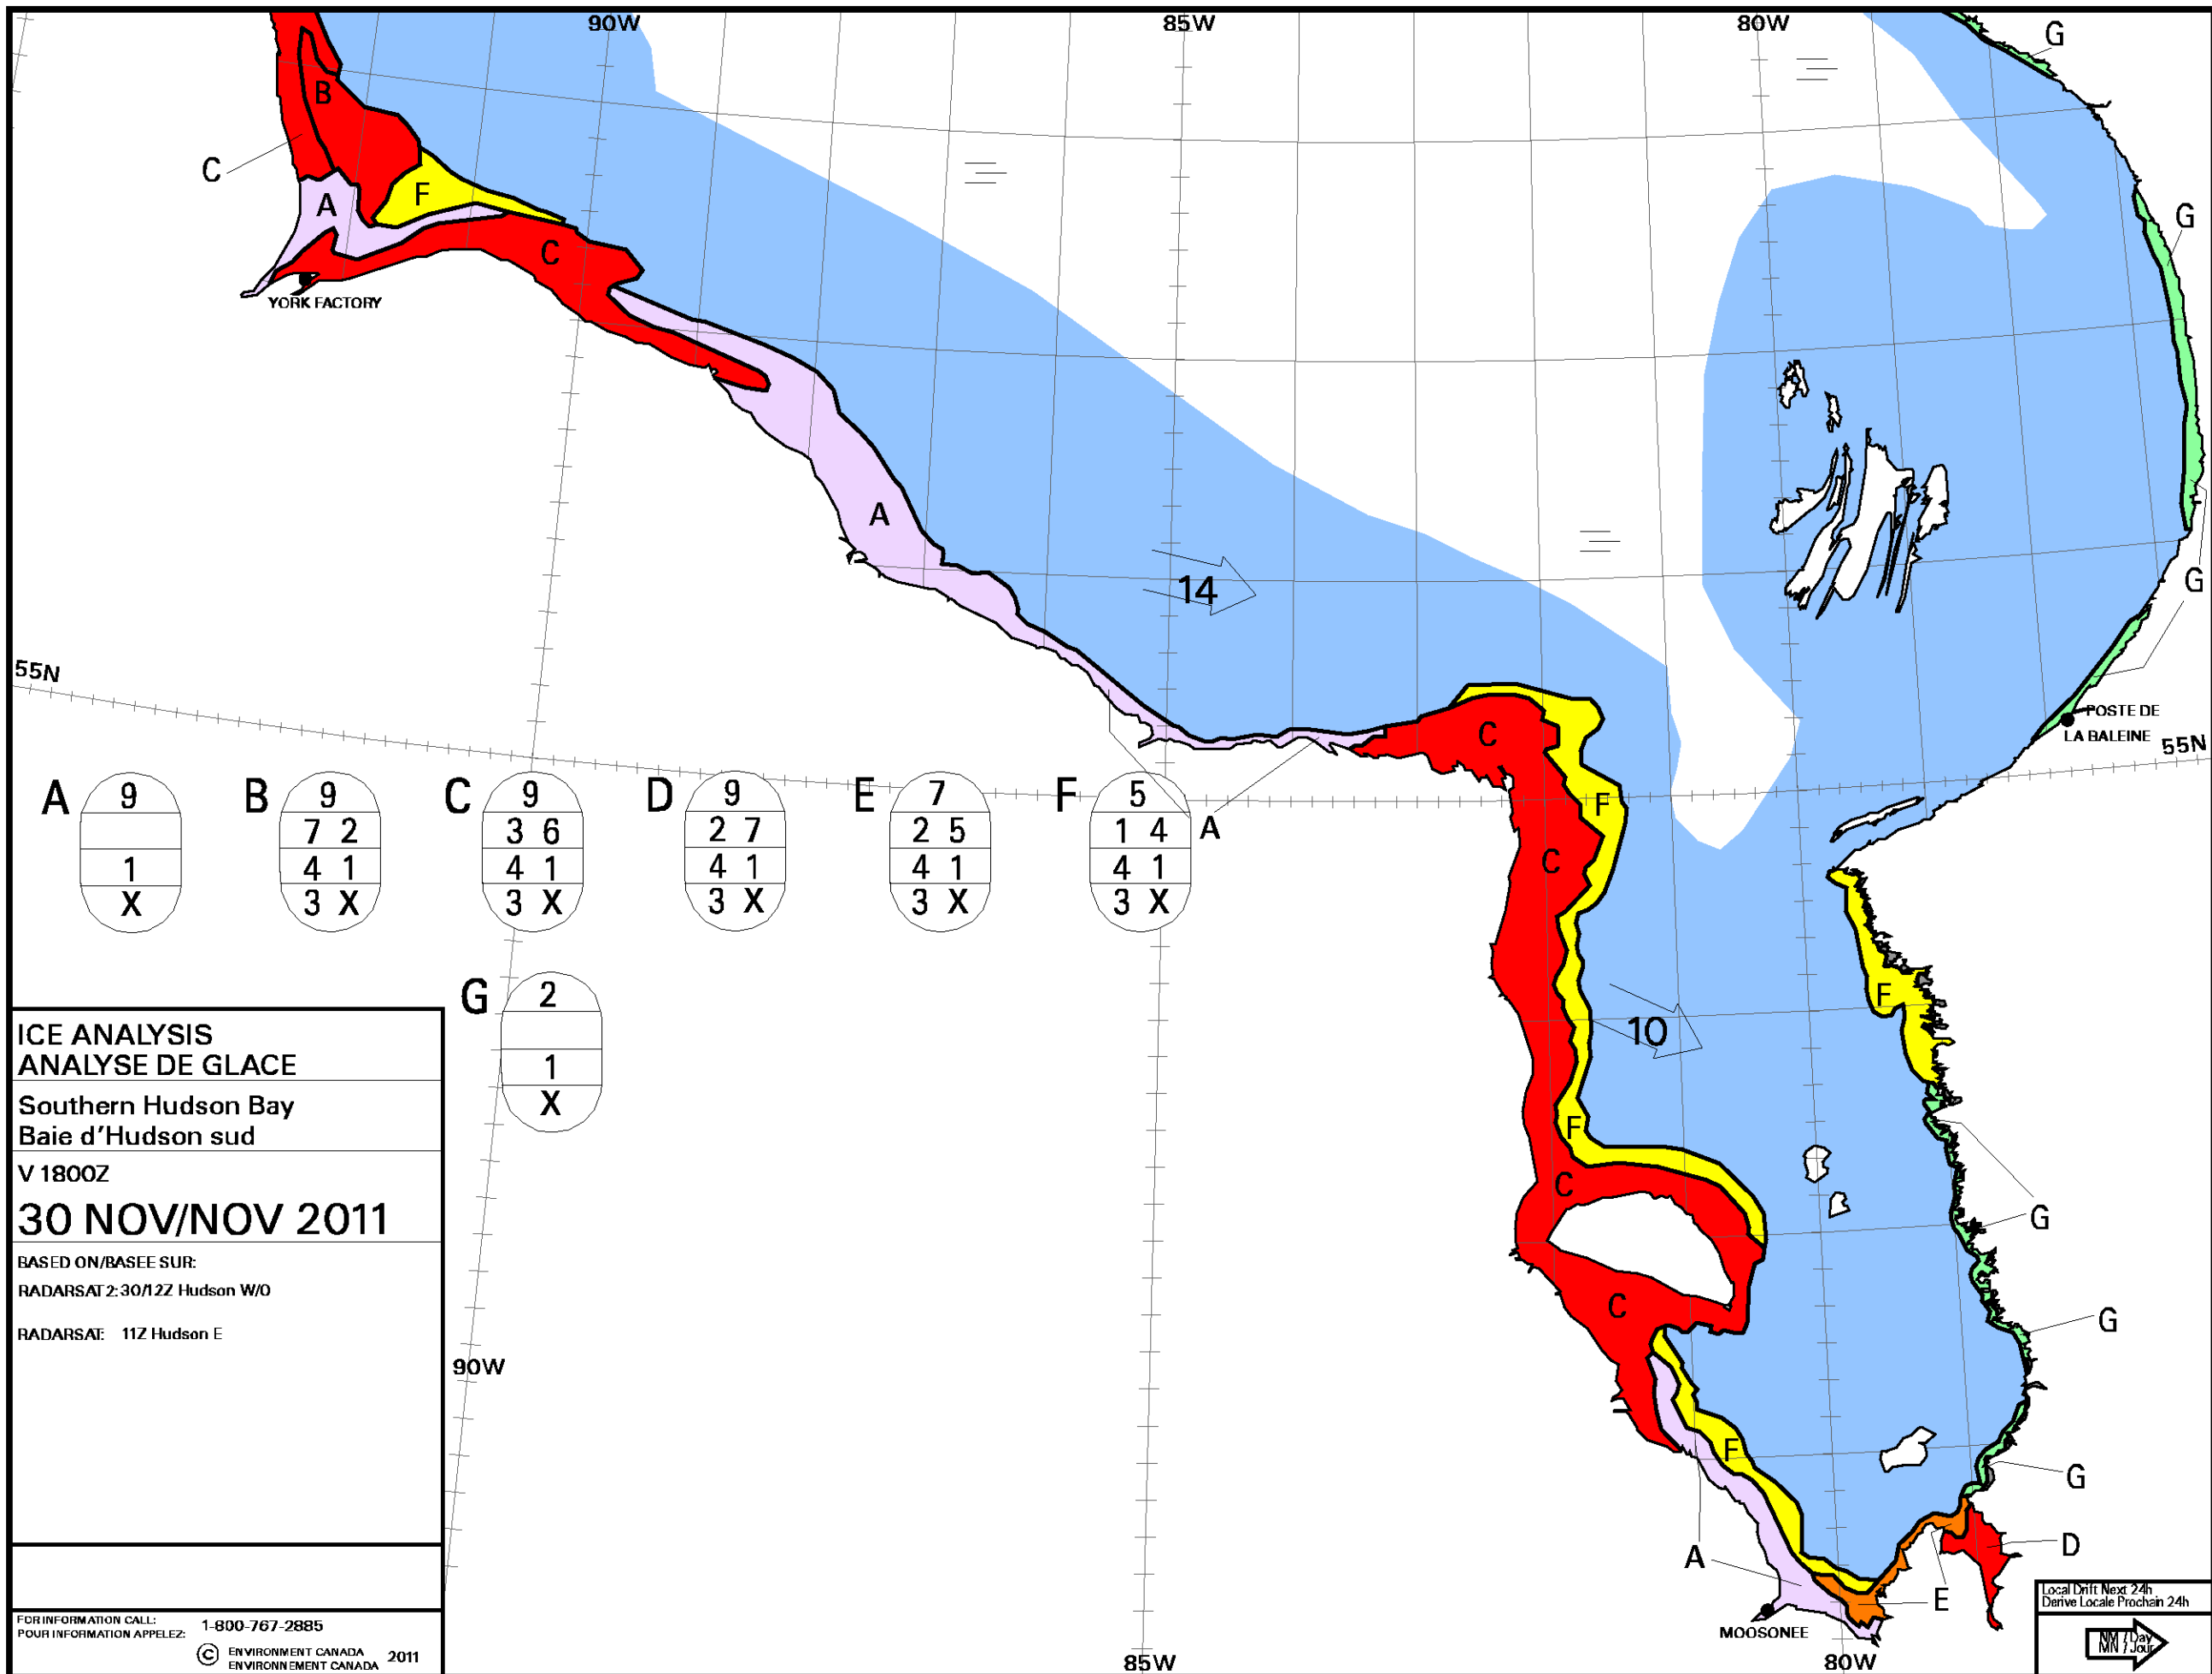 90W
85W
80W
G
B
C
A
F
G
C
YORK FACTORY
A
14
G
55N
POSTE DE
LA BALEINE
55N
C
A 9
1
X
B 9
7 2
4 1
3 X
C 9
3 6
4 1
3 X
D 9
2 7
4 1
3 X
E 7
2 5
4 1
3 X
F 5
1 4
4 1
3 X
A
F
C
G 2
1
X
F
10
F
C
G
C
G
F
G
A
D
E
MOOSONEE
90W
85W
80W
ICE ANALYSIS
ANALYSE DE GLACE
Southern Hudson Bay
Baie d'Hudson sud
V 1800Z
30 NOV/NOV 2011
BASED ON/BASEE SUR:
RADARSAT2: 30/12Z Hudson W/O
RADARSAT: 11Z Hudson E
FOR INFORMATION CALL:
POUR INFORMATION APPELEZ: 1-800-767-2885
© ENVIRONMENT CANADA
ENVIRONNEMENT CANADA 2011
Local Drift Next 24h
Derive Locale Prochain 24h
NM / Day
MN / Jour